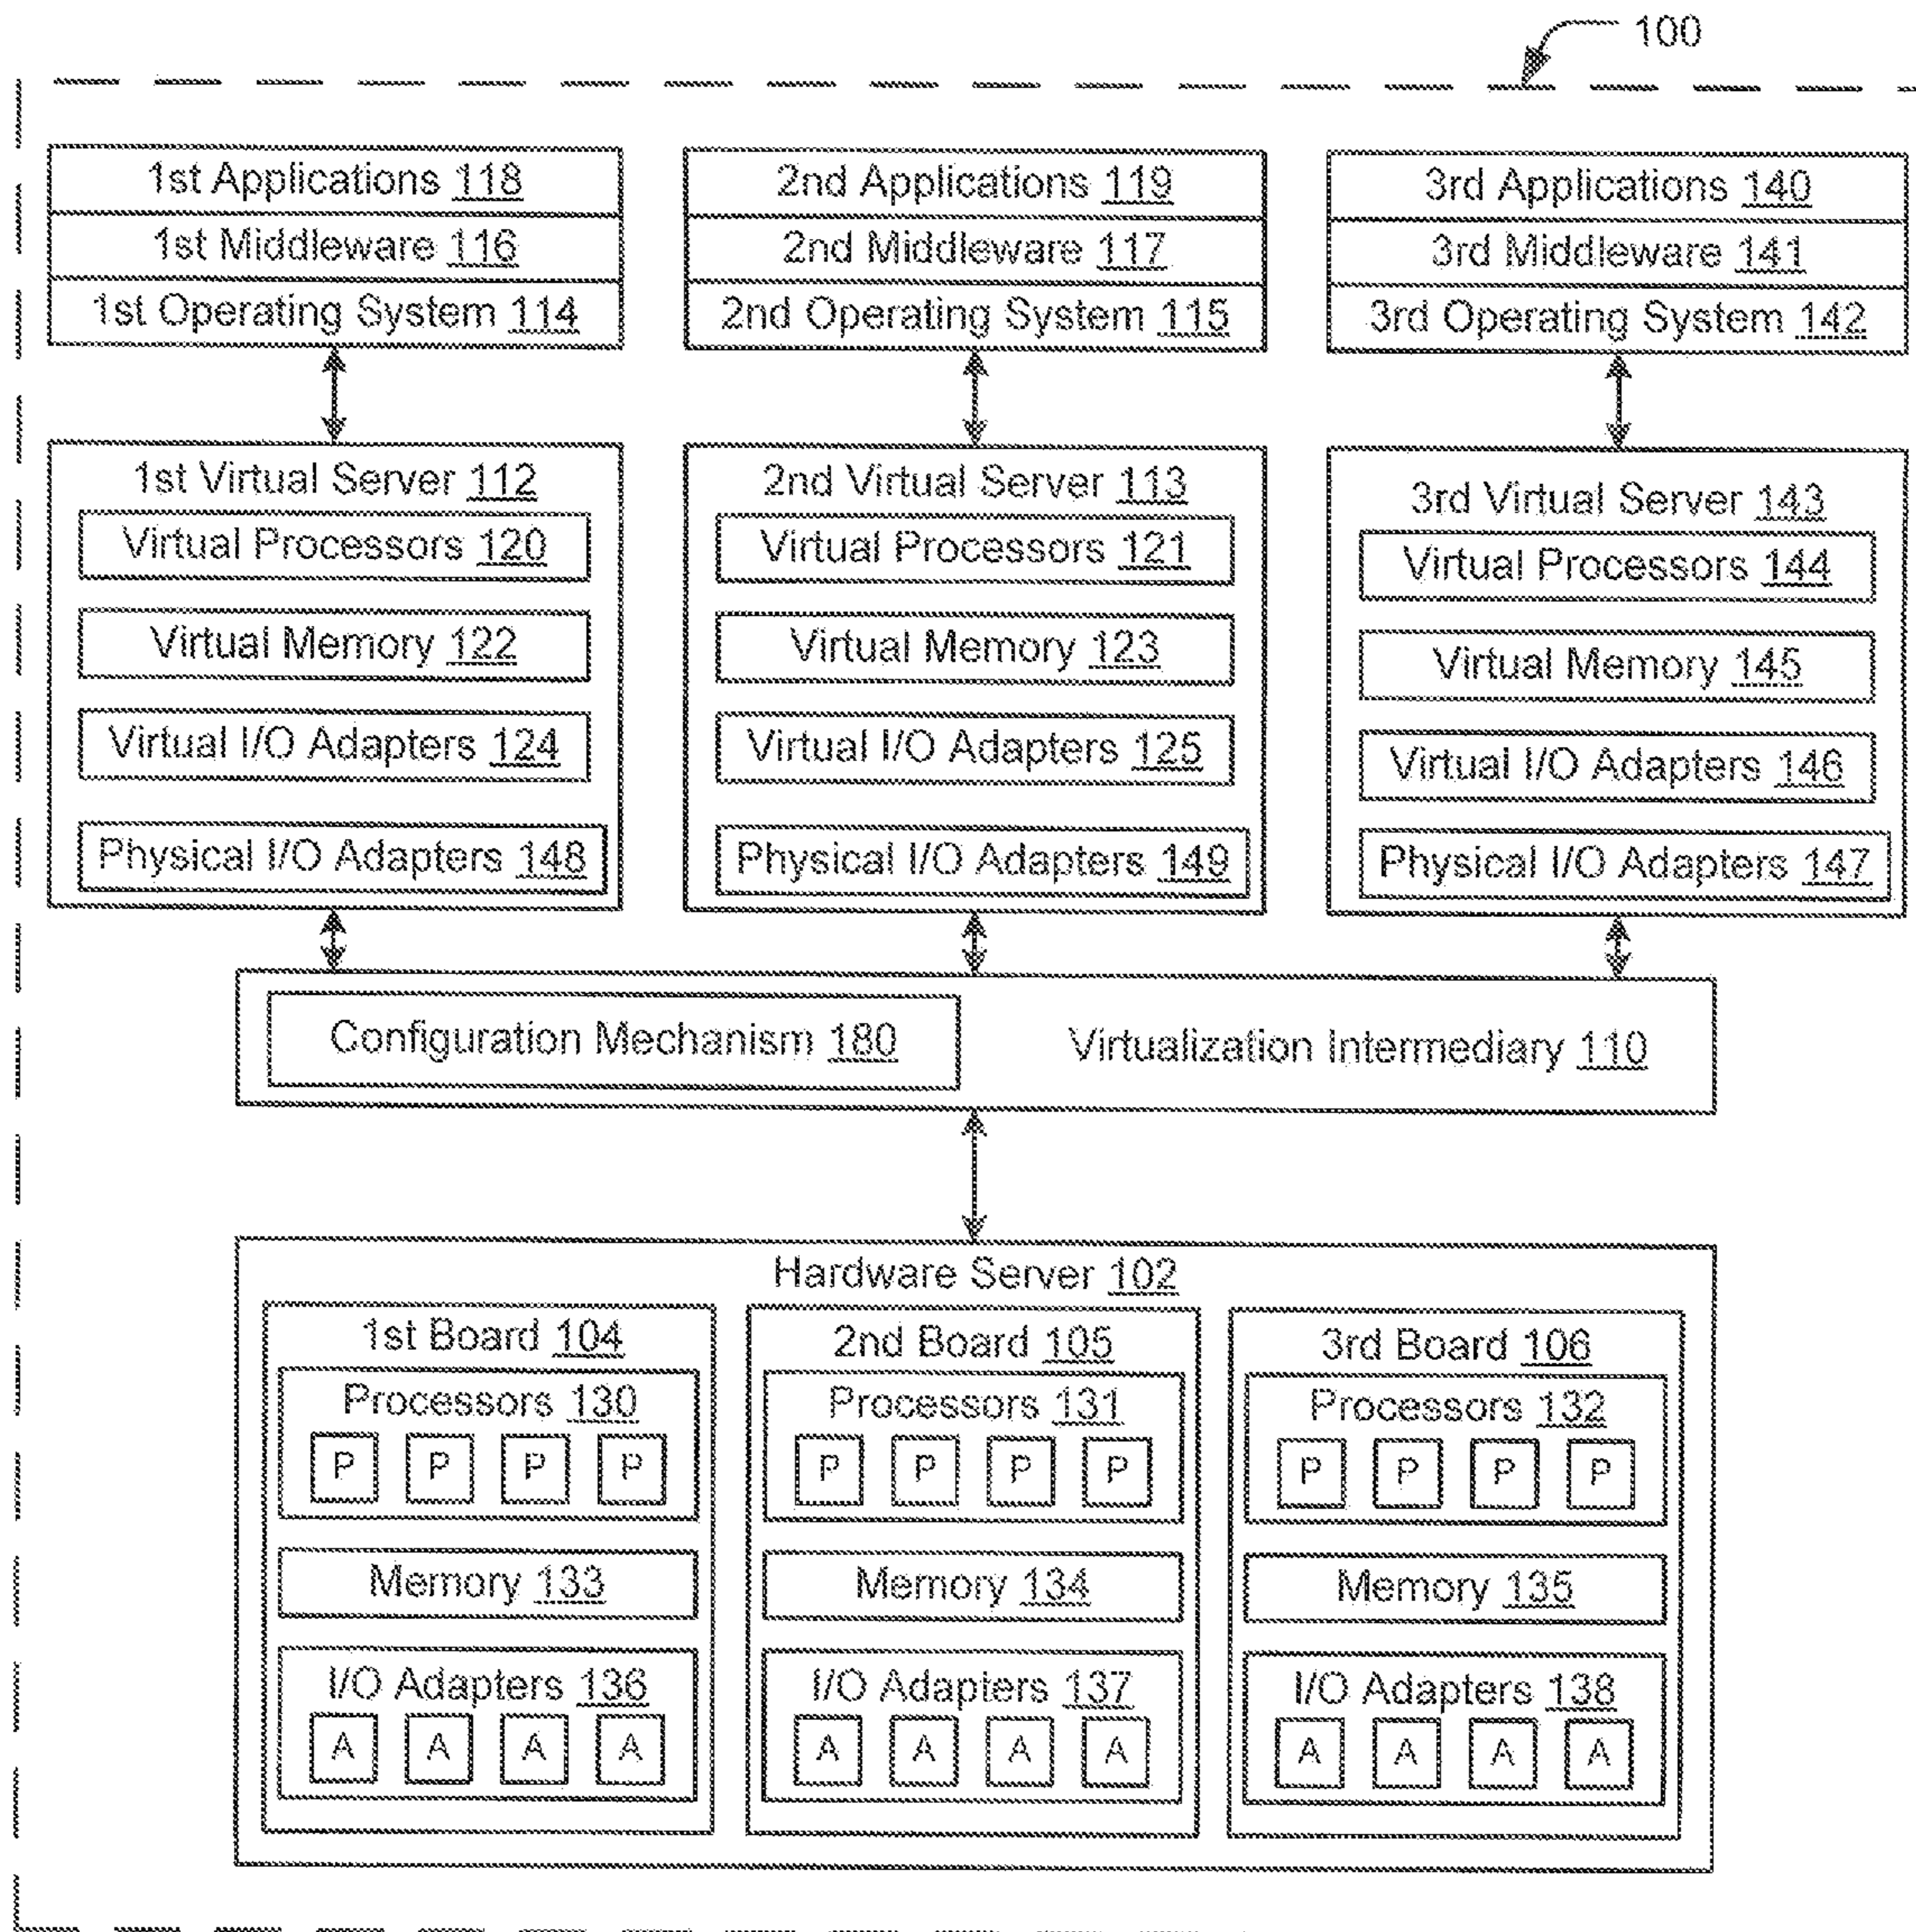 100
1st Applications 118
1st Middleware 116
1st Operating System 114
2nd Applications 119
2nd Middleware 117
2nd Operating System 115
3rd Applications 140
3rd Middleware 141
3rd Operating System 142
1st Virtual Server 112
Virtual Processors 120
Virtual Memory 122
Virtual I/O Adapters 124
Physical I/O Adapters 148
2nd Virtual Server 113
Virtual Processors 121
Virtual Memory 123
Virtual I/O Adapters 125
Physical I/O Adapters 149
3rd Virtual Server 143
Virtual Processors 144
Virtual Memory 145
Virtual I/O Adapters 146
Physical I/O Adapters 147
Configuration Mechanism 180
Virtualization Intermediary 110
Hardware Server 102
1st Board 104
Processors 130
P P P P
Memory 133
I/O Adapters 136
A A A A
2nd Board 105
Processors 131
P P P P
Memory 134
I/O Adapters 137
A A A A
3rd Board 106
Processors 132
P P P P
Memory 135
I/O Adapters 138
A A A A